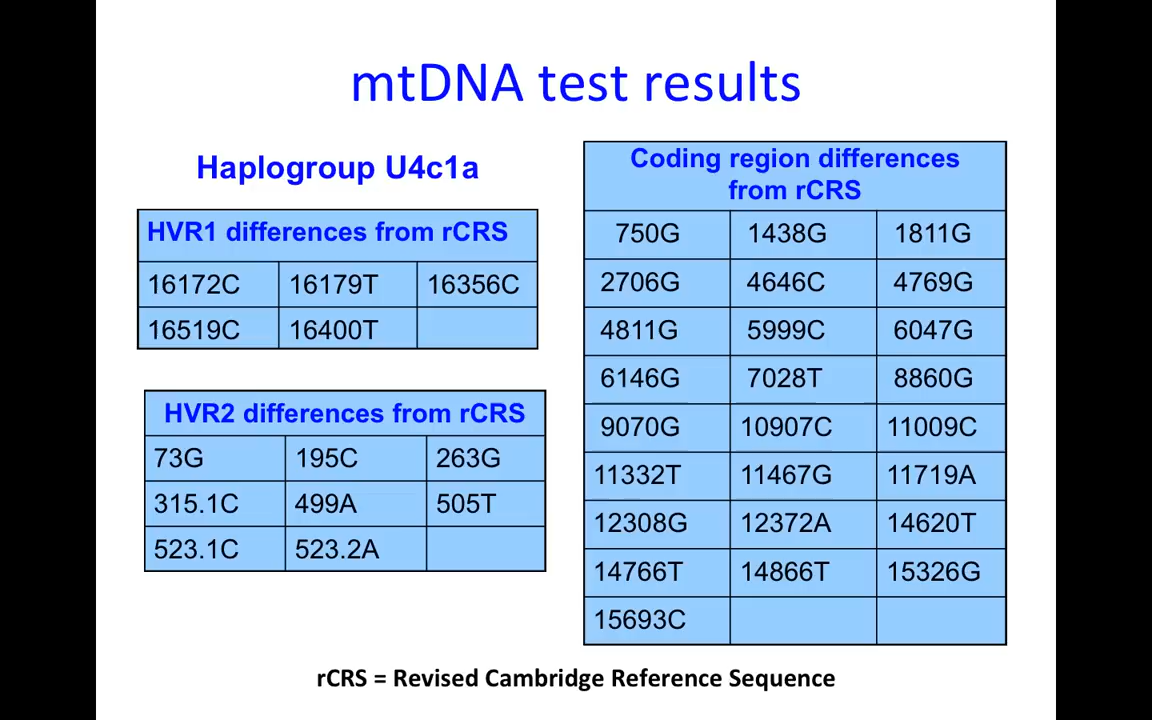 mtDNA test results
Haplogroup U4c1a
HVR1 differences from rCRS
16172C 16179T 16356C
16519C 16400T
HVR2 differences from rCRS
73G 195C 263G
315.1C 499A 505T
523.1C 523.2A
Coding region differences
from rCRS
750G 1438G 1811G
2706G 4646C 4769G
4811G 5999C 6047G
6146G 7028T 8860G
9070G 10907C 11009C
11332T 11467G 11719A
12308G 12372A 14620T
14766T 14866T 15326G
15693C
rCRS = Revised Cambridge Reference Sequence